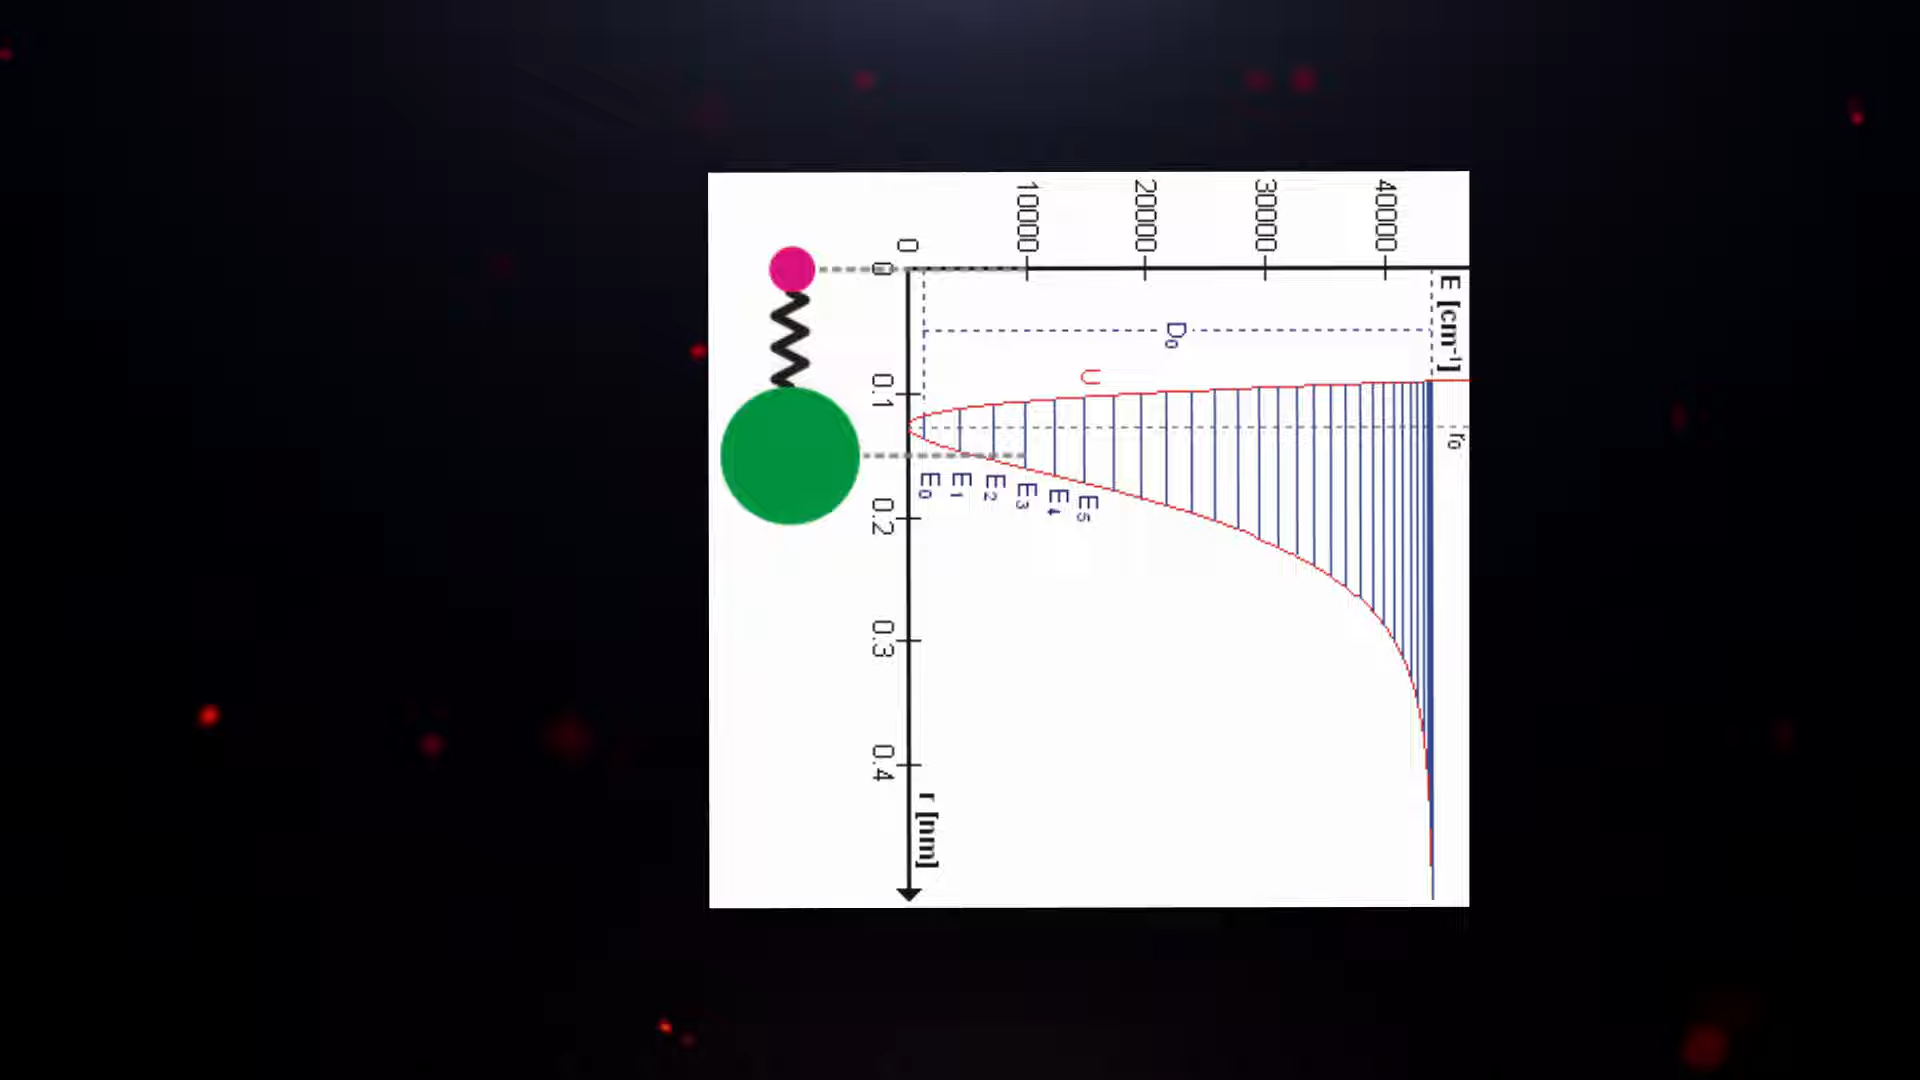 E [cm⁻¹]
40000
30000
20000
10000
0
0
0.1
0.2
0.3
0.4
r [nm]
D₀
U
r₀
E₀
E₁
E₂
E₃
E₄
E₅